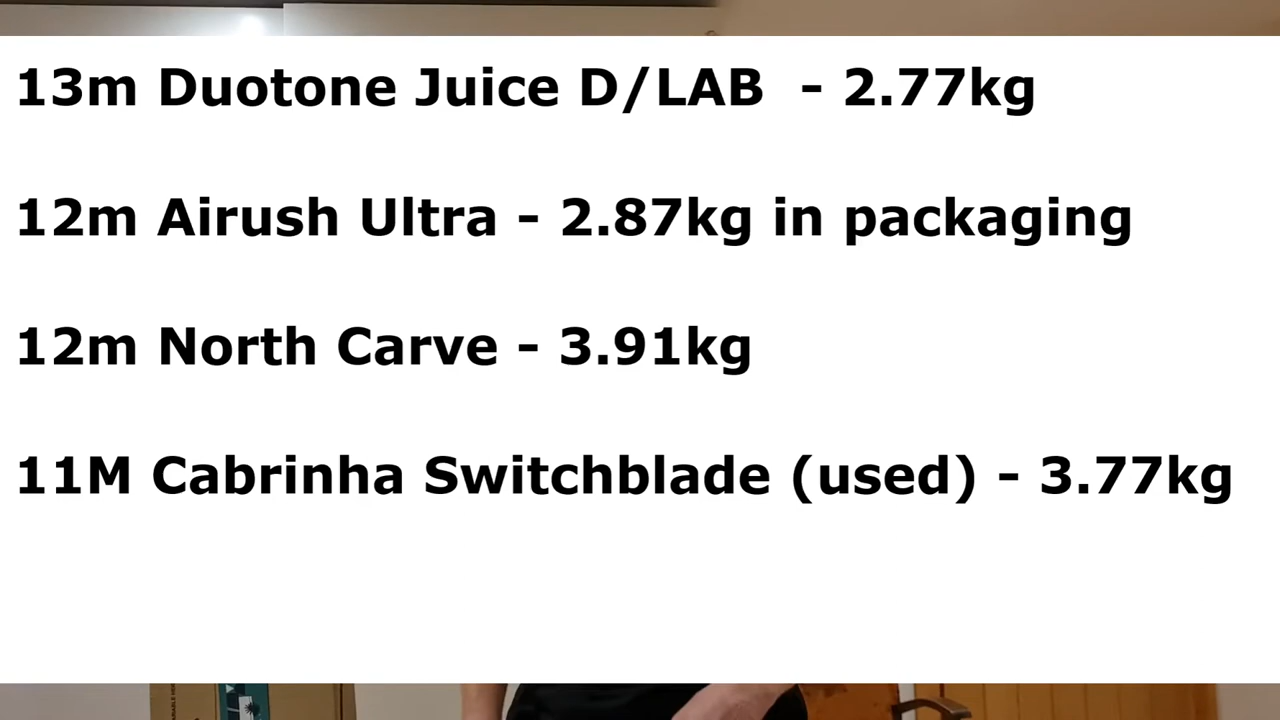 13m Duotone Juice D/LAB - 2.77kg
12m Airush Ultra - 2.87kg in packaging
12m North Carve - 3.91kg
11M Cabrinha Switchblade (used) - 3.77kg